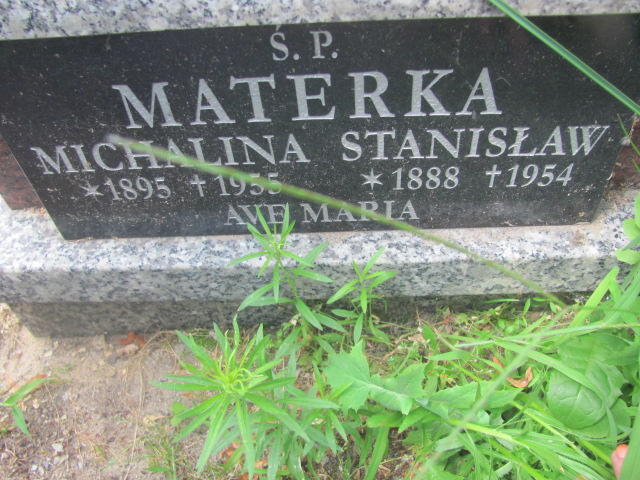 Ś.P.
MATERKA
MICHALINA STANISŁAW
*1895 †1955 *1888 †1954
AVE MARIA